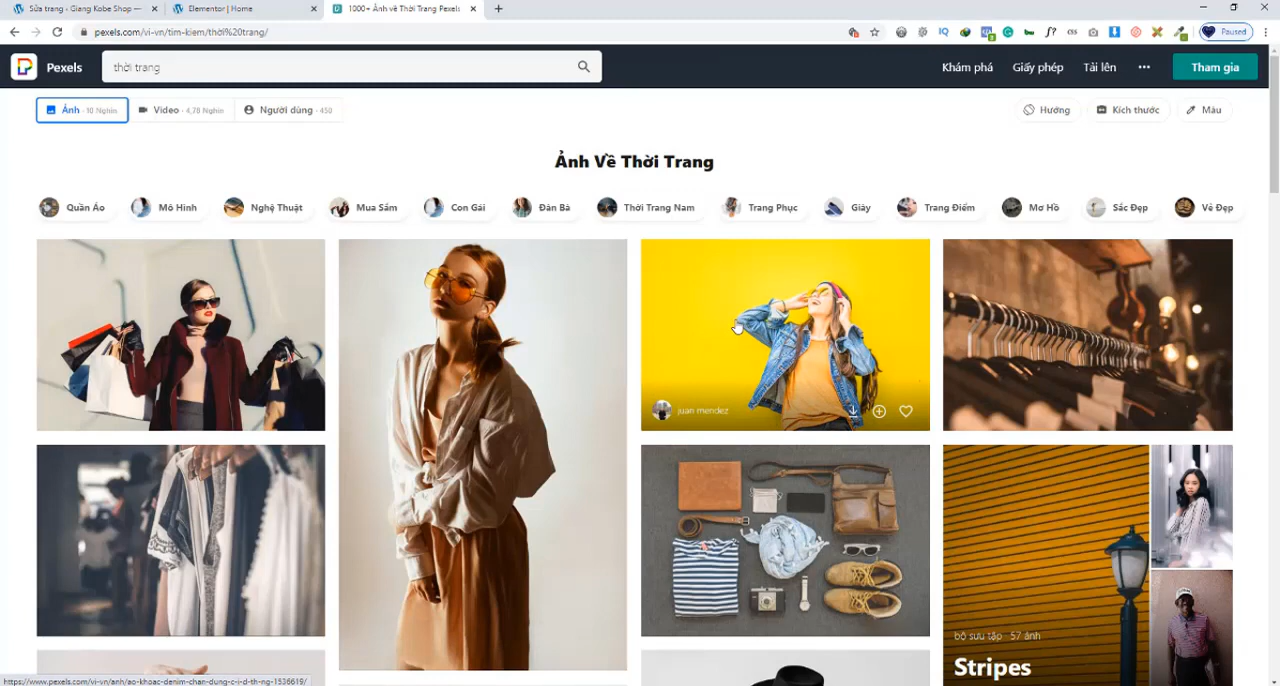 Sửa trang ‹ Giang Kobe Shop —
Elementor | Home
1000+ Ảnh về Thời Trang Pexels
pexels.com/vi-vn/tim-kiem/thời%20trang/
IQ
f?
css
Paused
Pexels
thời trang
Khám phá
Giấy phép
Tải lên
Tham gia
Ảnh · 10 Nghìn
Video · 4,78 Nghìn
Người dùng · 450
Hướng
Kích thước
Màu
Ảnh Về Thời Trang
Quần Áo
Mô Hình
Nghệ Thuật
Mua Sắm
Con Gái
Đàn Bà
Thời Trang Nam
Trang Phục
Giày
Trang Điểm
Mơ Hồ
Sắc Đẹp
Vẻ Đẹp
juan mendez
bộ sưu tập · 57 ảnh
Stripes
https://www.pexels.com/vi-vn/anh/ao-khoac-denim-chan-dung-c-i-d-th-ng-1536619/